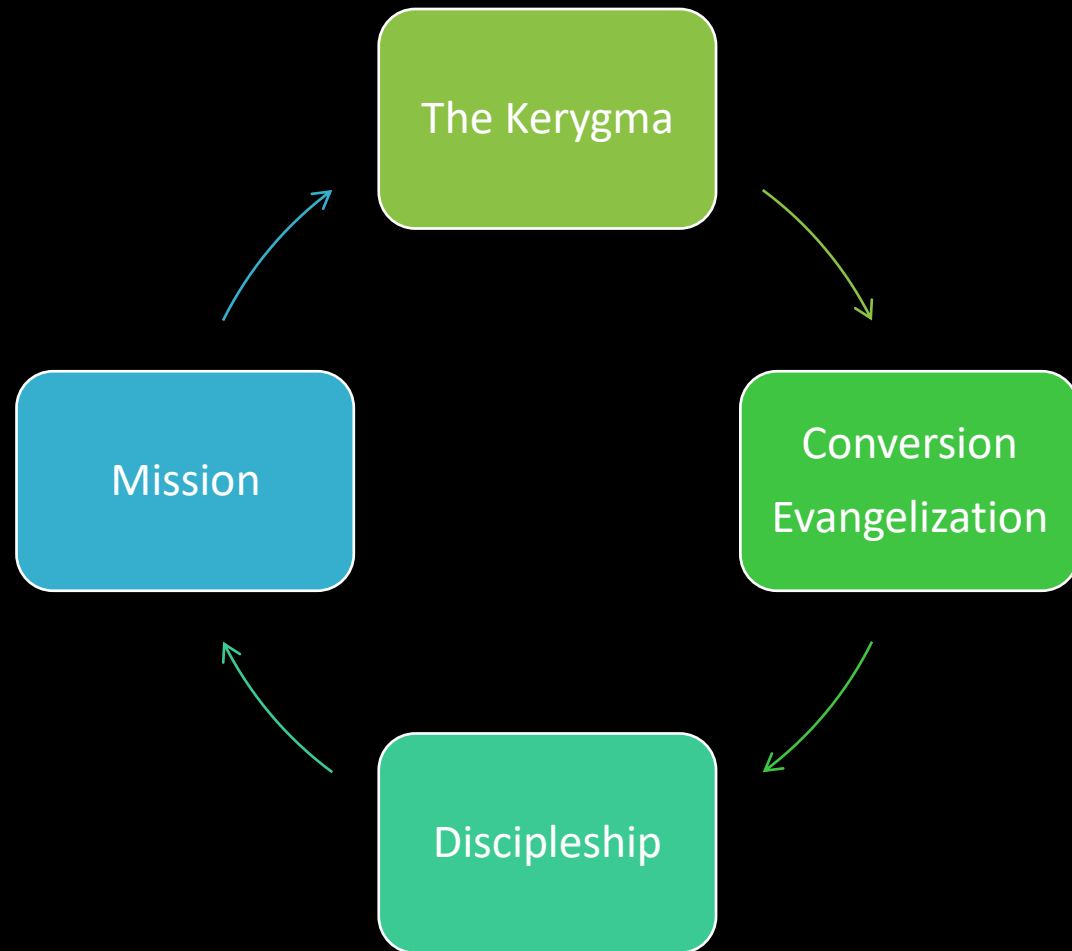 The Kerygma
Conversion
Evangelization
Discipleship
Mission